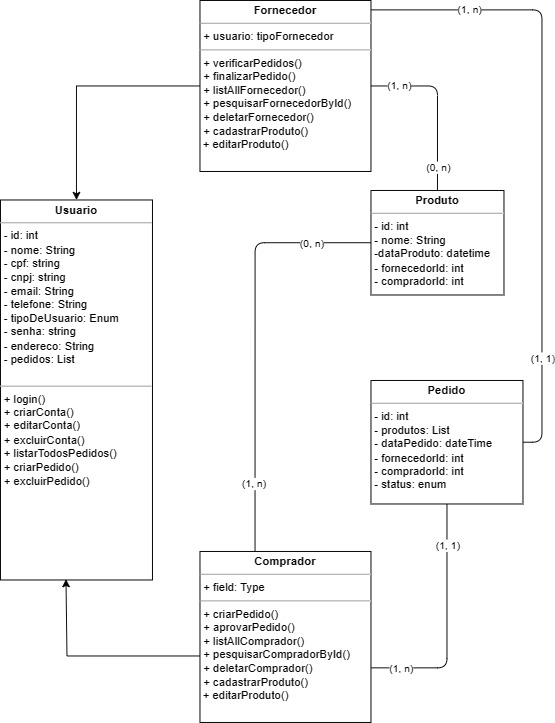 Fornecedor
+ usuario: tipoFornecedor
+ verificarPedidos()
+ finalizarPedido()
+ listAllFornecedor()
+ pesquisarFornecedorById()
+ deletarFornecedor()
+ cadastrarProduto()
+ editarProduto()
(1, n)
(1, n)
(0, n)
Produto
- id: int
- nome: String
-dataProduto: datetime
- fornecedorId: int
- compradorId: int
Usuario
- id: int
- nome: String
- cpf: string
- cnpj: string
- email: String
- telefone: String
- tipoDeUsuario: Enum
- senha: string
- endereco: String
- pedidos: List
+ login()
+ criarConta()
+ editarConta()
+ excluirConta()
+ listarTodosPedidos()
+ criarPedido()
+ excluirPedido()
(0, n)
(1, 1)
Pedido
- id: int
- produtos: List
- dataPedido: dateTime
- fornecedorId: int
- compradorId: int
- status: enum
(1, n)
(1, 1)
Comprador
+ field: Type
+ criarPedido()
+ aprovarPedido()
+ listAllComprador()
+ pesquisarCompradorById()
+ deletarComprador()
+ cadastrarProduto()
+ editarProduto()
(1, n)